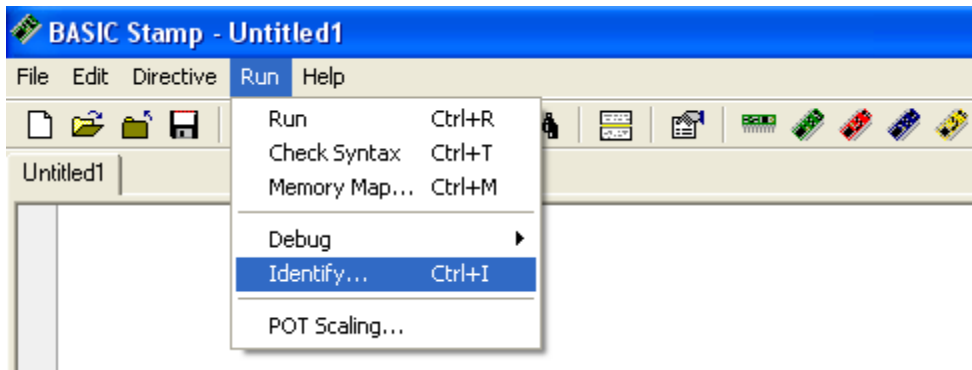 BASIC Stamp - Untitled1
File Edit Directive Run Help
Untitled1
Run Ctrl+R
Check Syntax Ctrl+T
Memory Map... Ctrl+M
Debug
Identify... Ctrl+I
POT Scaling...